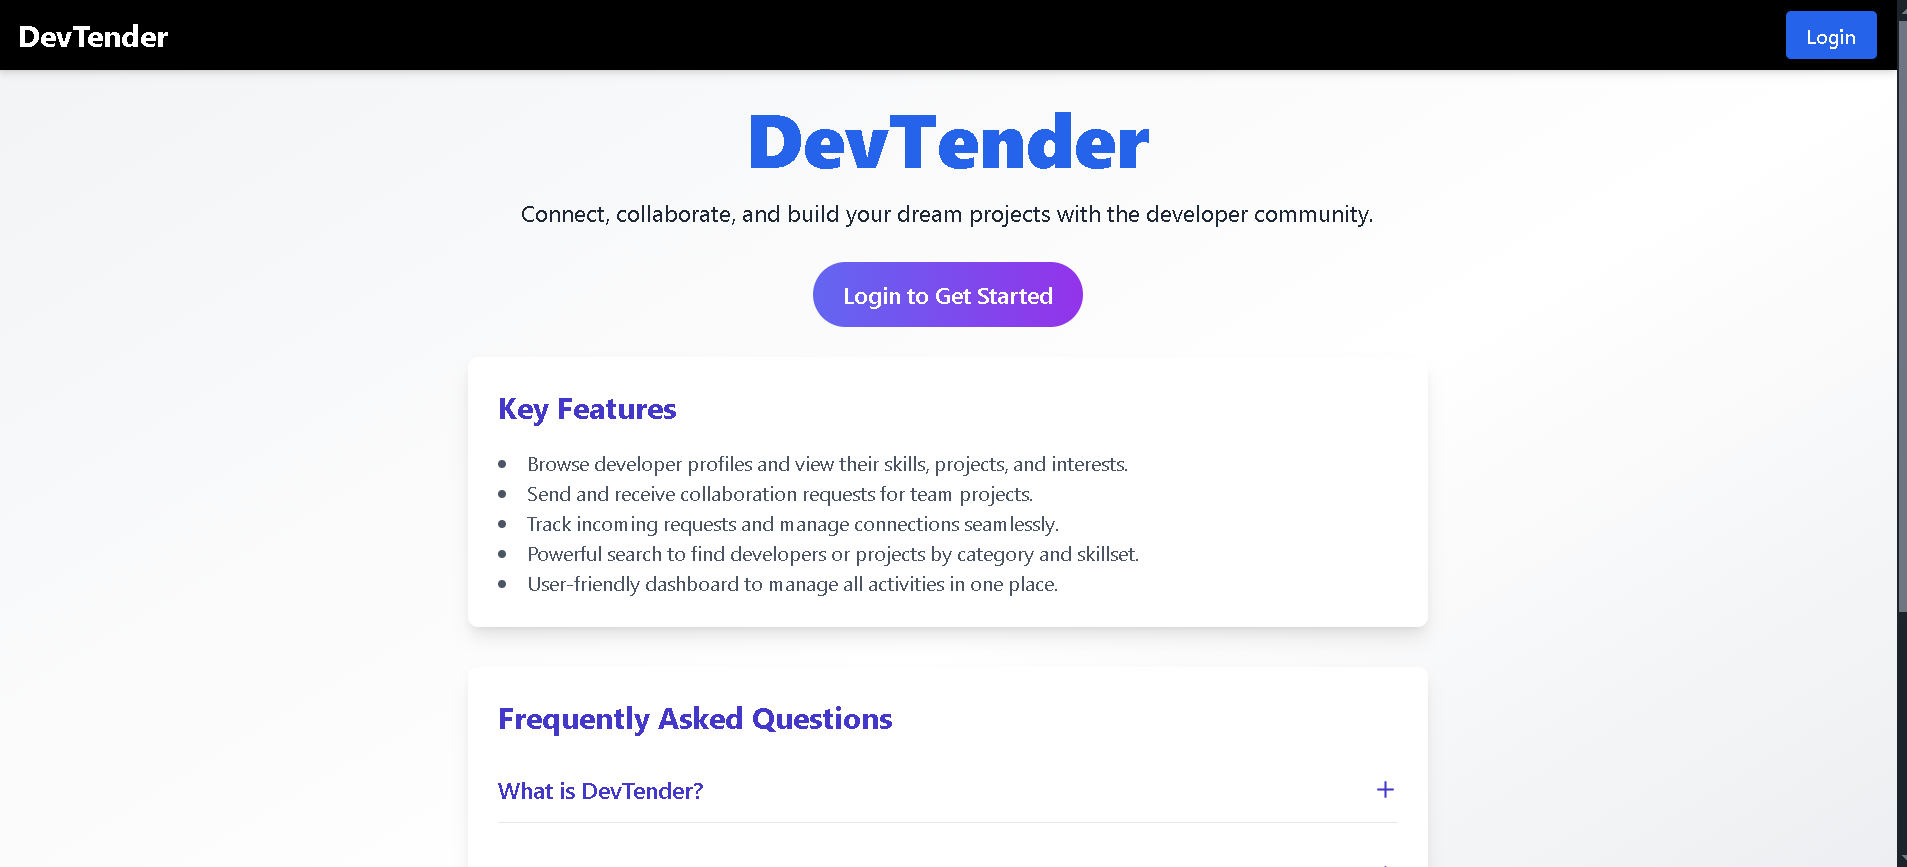 DevTender
Login
DevTender
Connect, collaborate, and build your dream projects with the developer community.
Login to Get Started
Key Features
• Browse developer profiles and view their skills, projects, and interests.
• Send and receive collaboration requests for team projects.
• Track incoming requests and manage connections seamlessly.
• Powerful search to find developers or projects by category and skillset.
• User-friendly dashboard to manage all activities in one place.
Frequently Asked Questions
What is DevTender? +